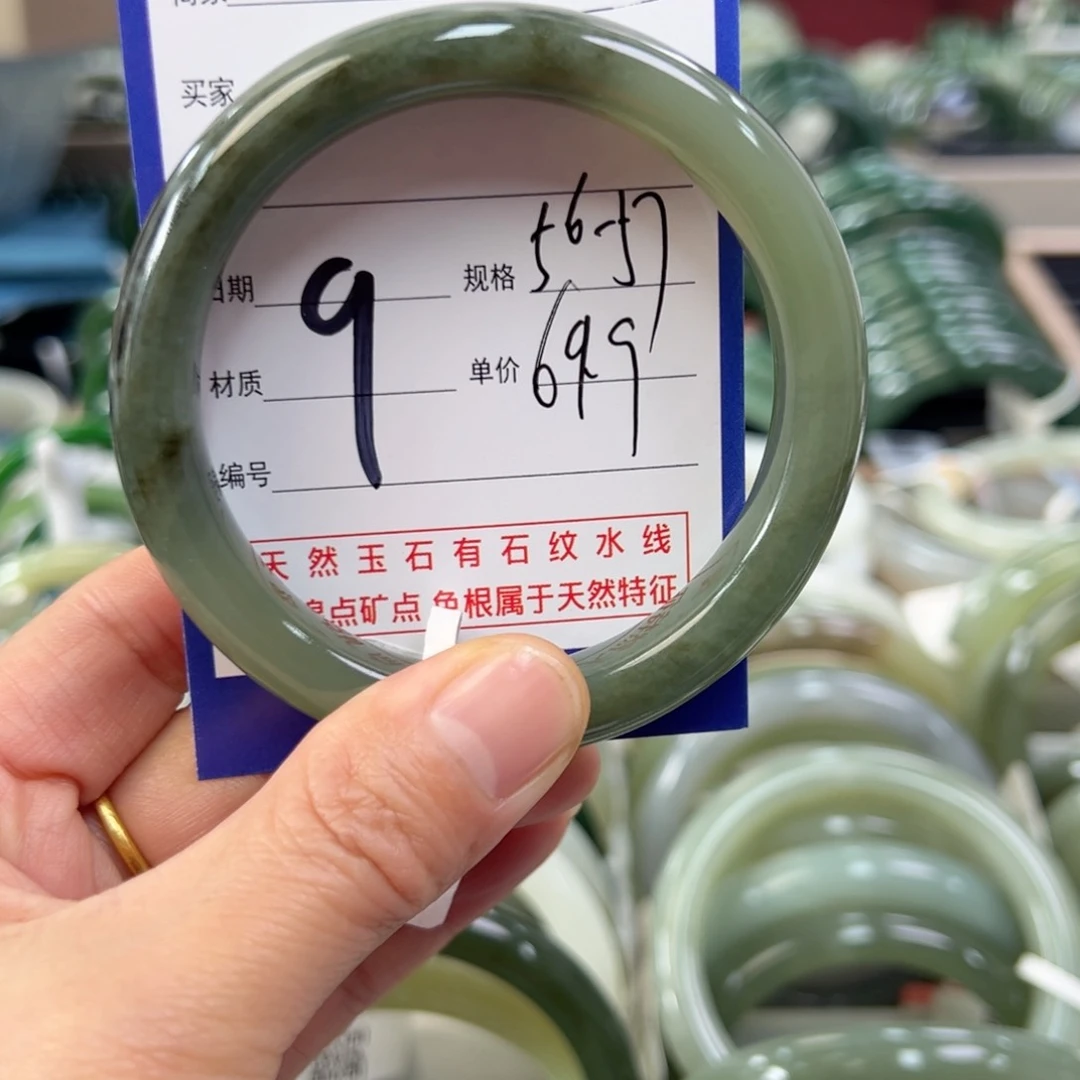 买家
日期 9 规格 56-57
材质 单价 699
编号
天然玉石有石纹水线
点矿点 色根属于天然特征